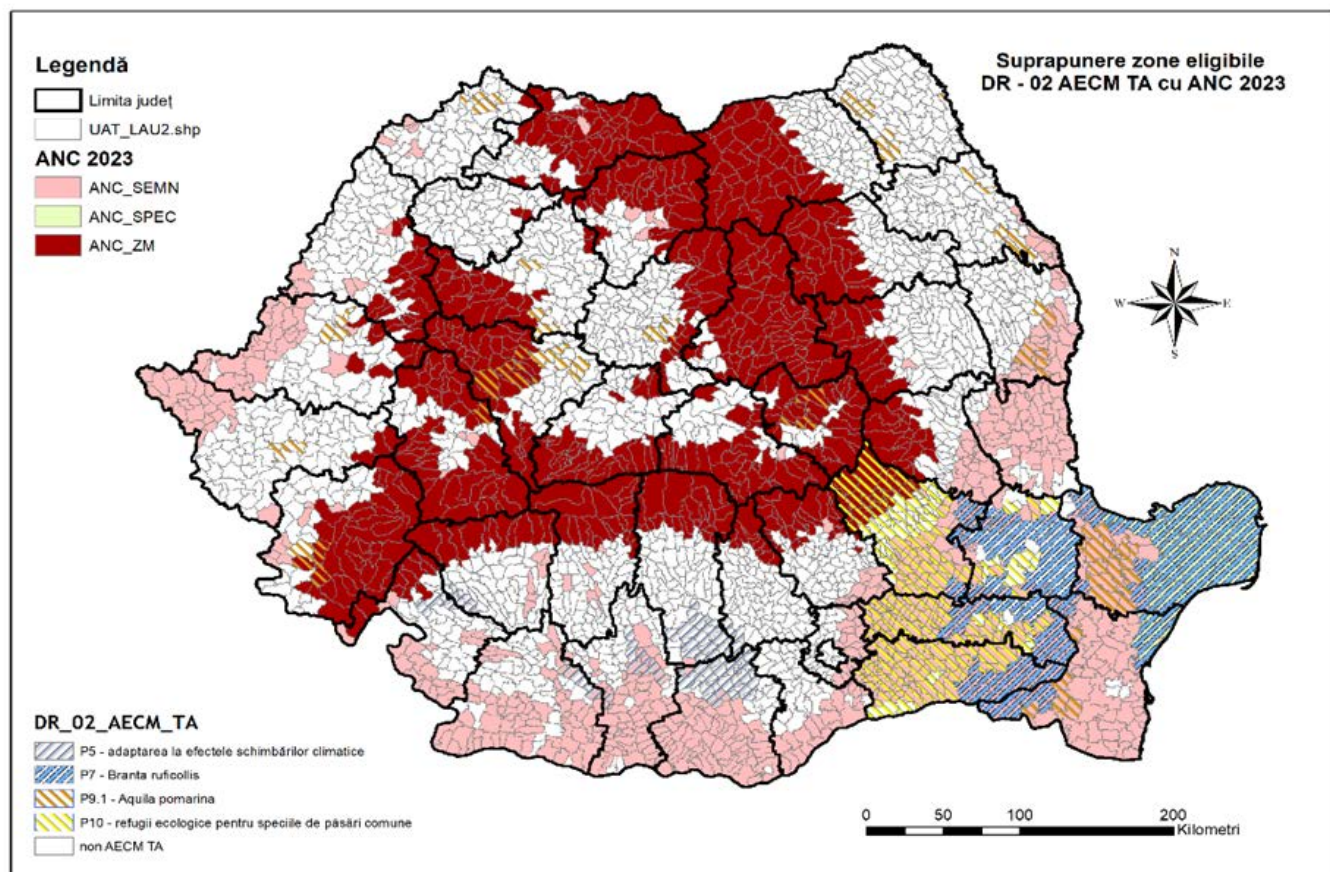 Legendă
Limita județ
UAT_LAU2.shp
ANC 2023
ANC_SEMN
ANC_SPEC
ANC_ZM
Suprapunere zone eligibile
DR - 02 AECM TA cu ANC 2023
N
W
E
S
DR_02_AECM_TA
P5 - adaptarea la efectele schimbărilor climatice
P7 - Branta ruficollis
P9.1 - Aquila pomarina
P10 - refugii ecologice pentru speciile de păsări comune
non AECM TA
0 50 100 200
Kilometri